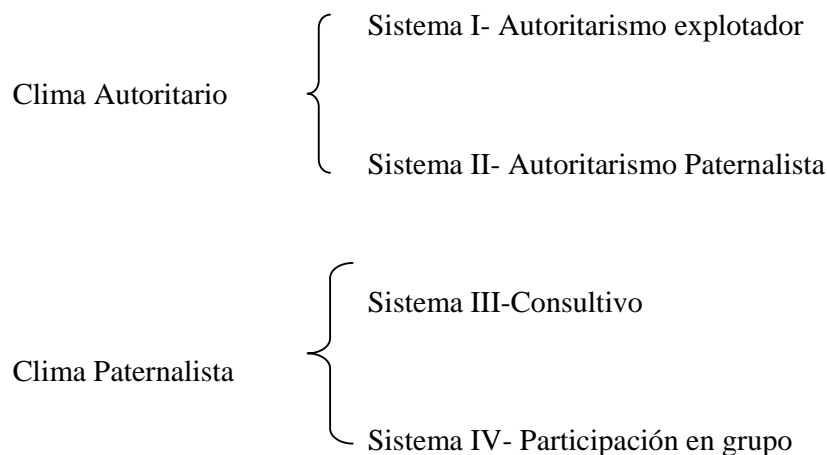 Sistema I- Autoritarismo explotador
Clima Autoritario
Sistema II- Autoritarismo Paternalista
Sistema III-Consultivo
Clima Paternalista
Sistema IV- Participación en grupo